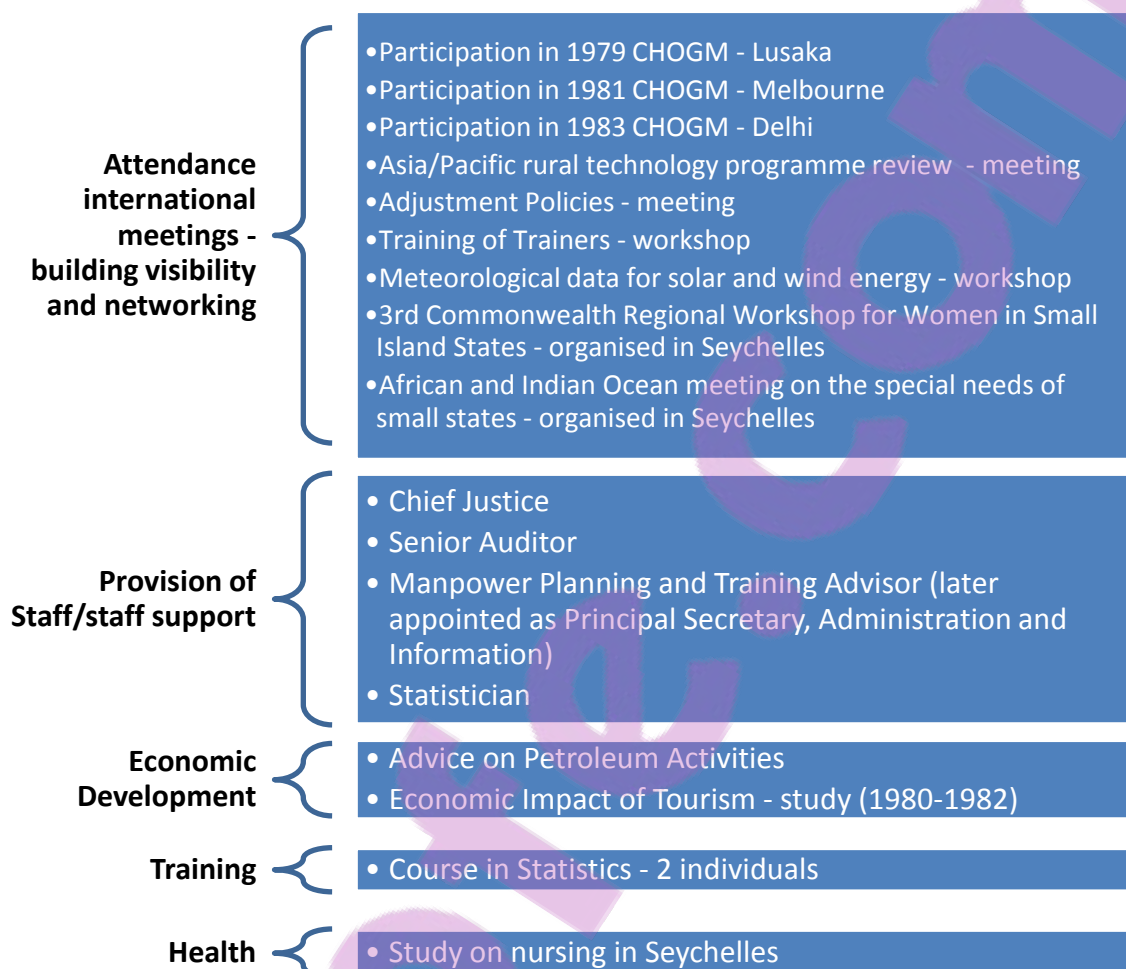 Attendance
international
meetings -
building visibility
and networking
•Participation in 1979 CHOGM - Lusaka
•Participation in 1981 CHOGM - Melbourne
•Participation in 1983 CHOGM - Delhi
•Asia/Pacific rural technology programme review - meeting
•Adjustment Policies - meeting
•Training of Trainers - workshop
•Meteorological data for solar and wind energy - workshop
•3rd Commonwealth Regional Workshop for Women in Small
Island States - organised in Seychelles
•African and Indian Ocean meeting on the special needs of
small states - organised in Seychelles
Provision of
Staff/staff support
• Chief Justice
• Senior Auditor
• Manpower Planning and Training Advisor (later
appointed as Principal Secretary, Administration and
Information)
• Statistician
Economic
Development
• Advice on Petroleum Activities
• Economic Impact of Tourism - study (1980-1982)
Training
• Course in Statistics - 2 individuals
Health
• Study on nursing in Seychelles